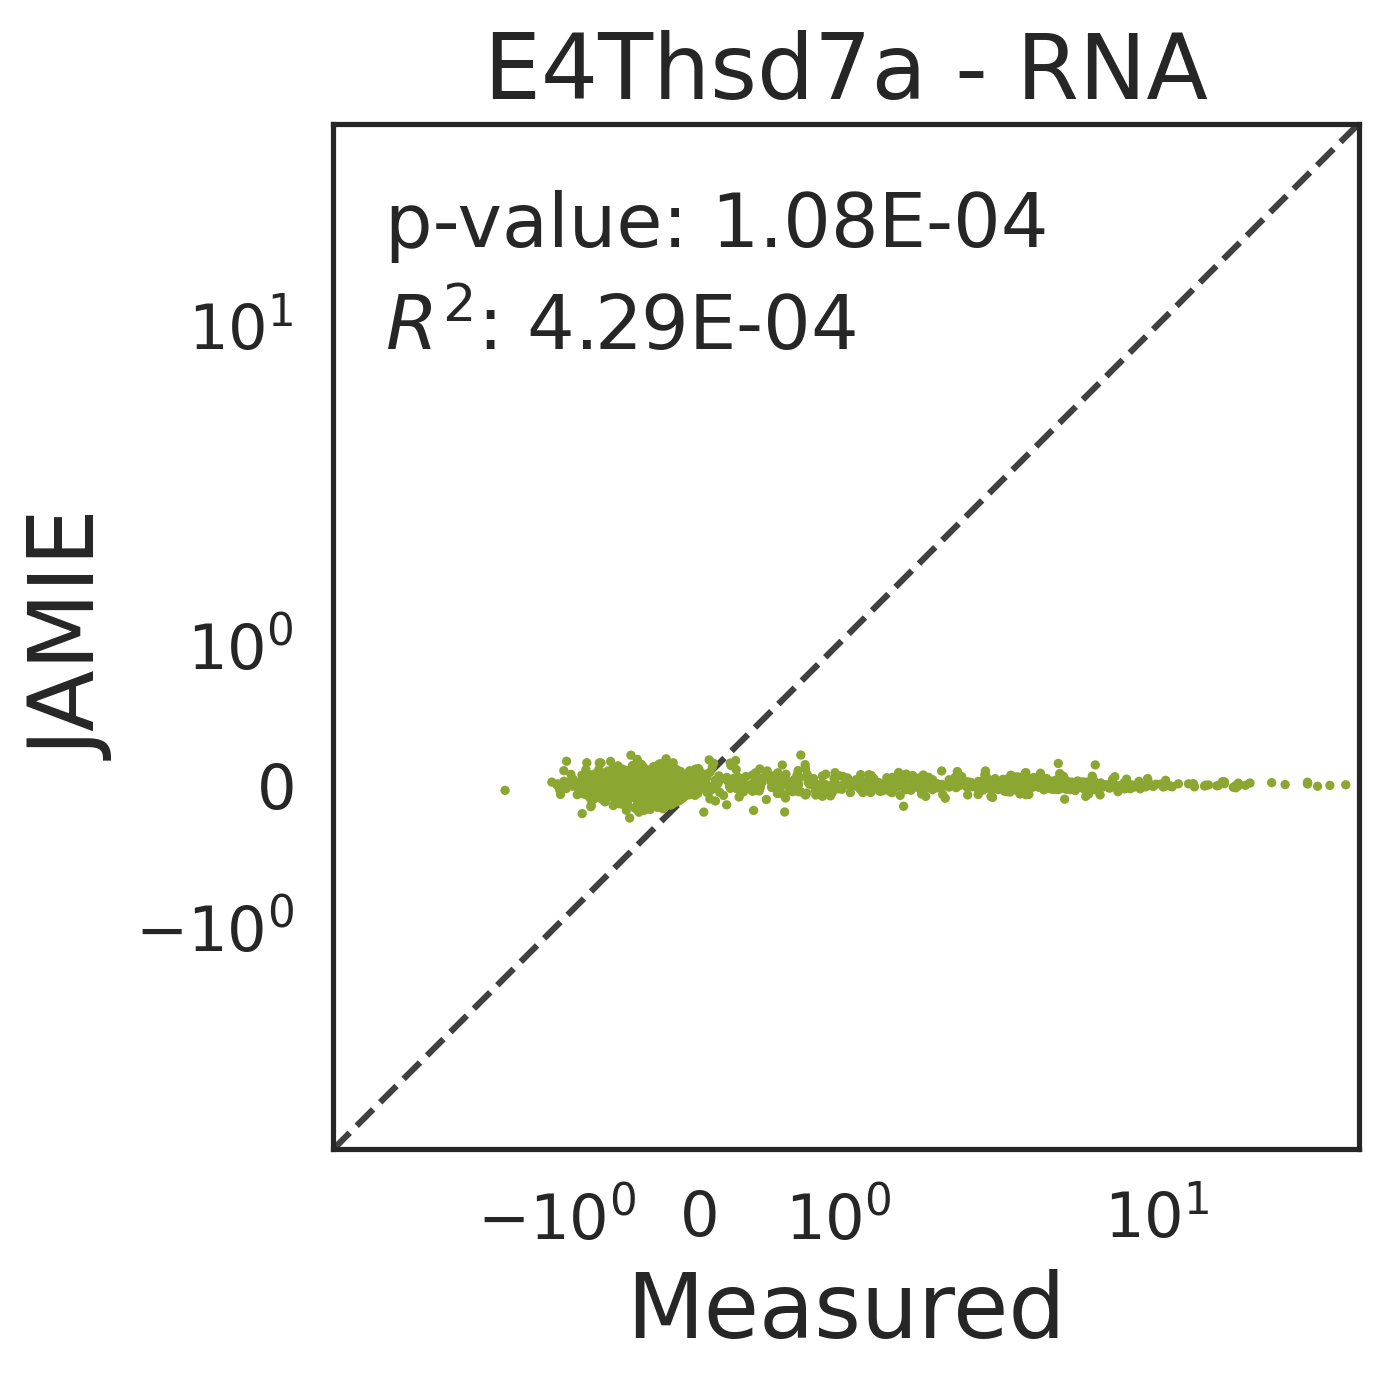 E4Thsd7a - RNA
p-value: 1.08E-04
R²: 4.29E-04
JAMIE
10¹
10⁰
0
−10⁰
−10⁰ 0 10⁰ 10¹
Measured